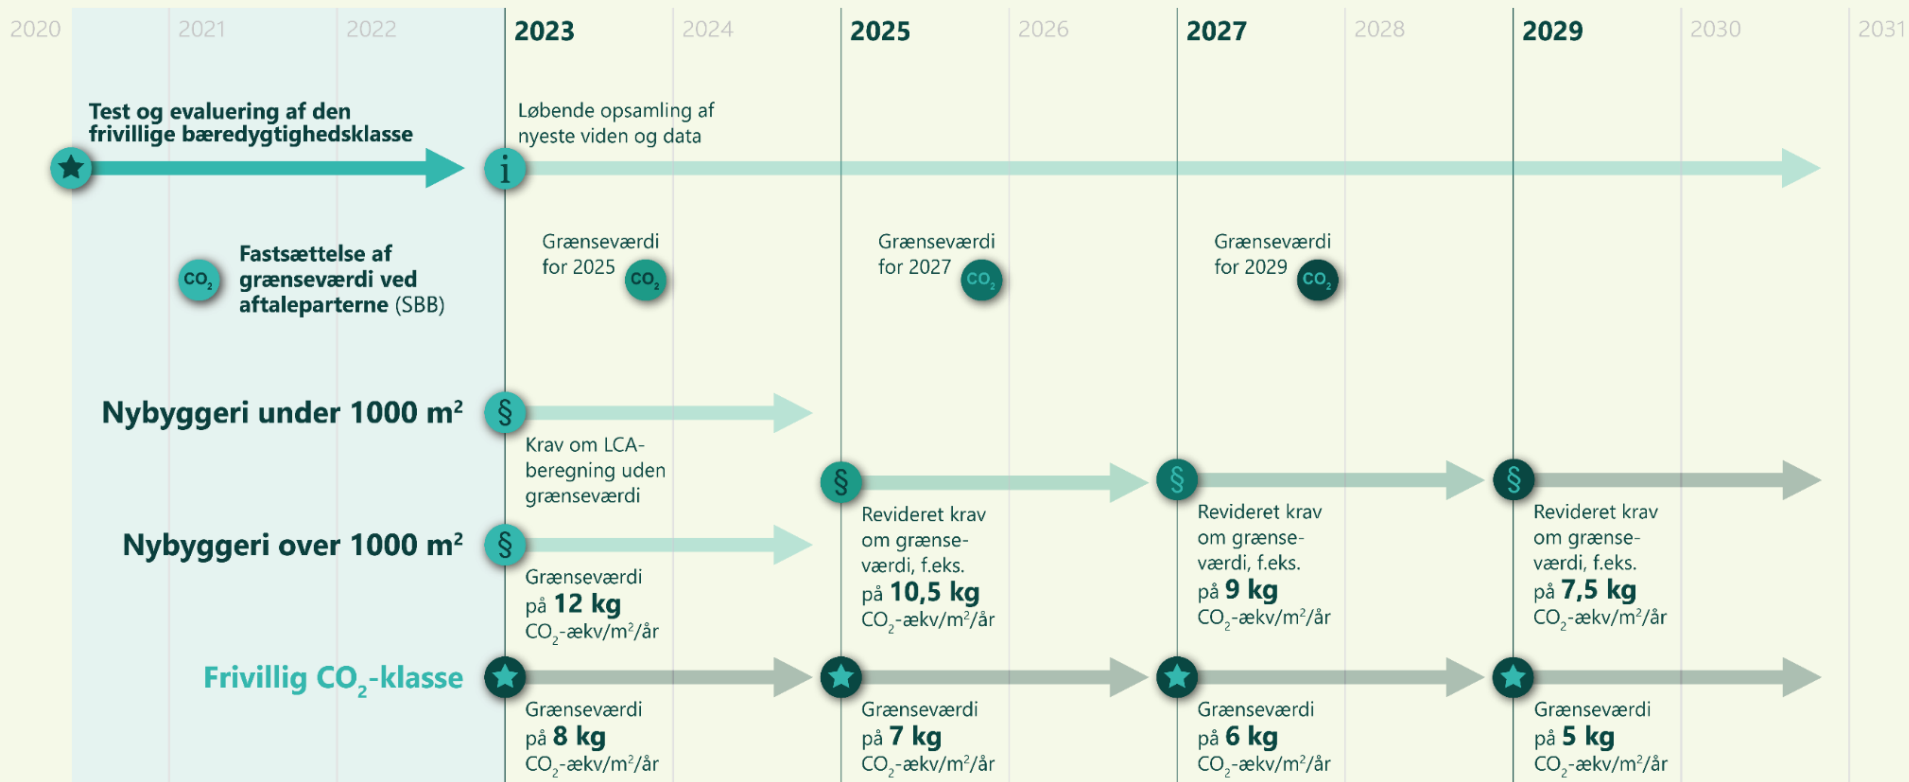 2020 2021 2022 2023 2024 2025 2026 2027 2028 2029 2030 2031
Test og evaluering af den
frivillige bæredygtighedsklasse
Løbende opsamling af
nyeste viden og data
i
CO₂
Fastsættelse af
grænseværdi ved
aftaleparterne (SBB)
Grænseværdi
for 2025
CO₂
Grænseværdi
for 2027
CO₂
Grænseværdi
for 2029
CO₂
Nybyggeri under 1000 m²
§
Krav om LCA-
beregning uden
grænseværdi
Nybyggeri over 1000 m²
§
Grænseværdi
på 12 kg
CO₂-ækv/m²/år
§
Revideret krav
om grænse-
værdi, f.eks.
på 10,5 kg
CO₂-ækv/m²/år
§
Revideret krav
om grænse-
værdi, f.eks.
på 9 kg
CO₂-ækv/m²/år
§
Revideret krav
om grænse-
værdi, f.eks.
på 7,5 kg
CO₂-ækv/m²/år
Frivillig CO₂-klasse
Grænseværdi
på 8 kg
CO₂-ækv/m²/år
Grænseværdi
på 7 kg
CO₂-ækv/m²/år
Grænseværdi
på 6 kg
CO₂-ækv/m²/år
Grænseværdi
på 5 kg
CO₂-ækv/m²/år